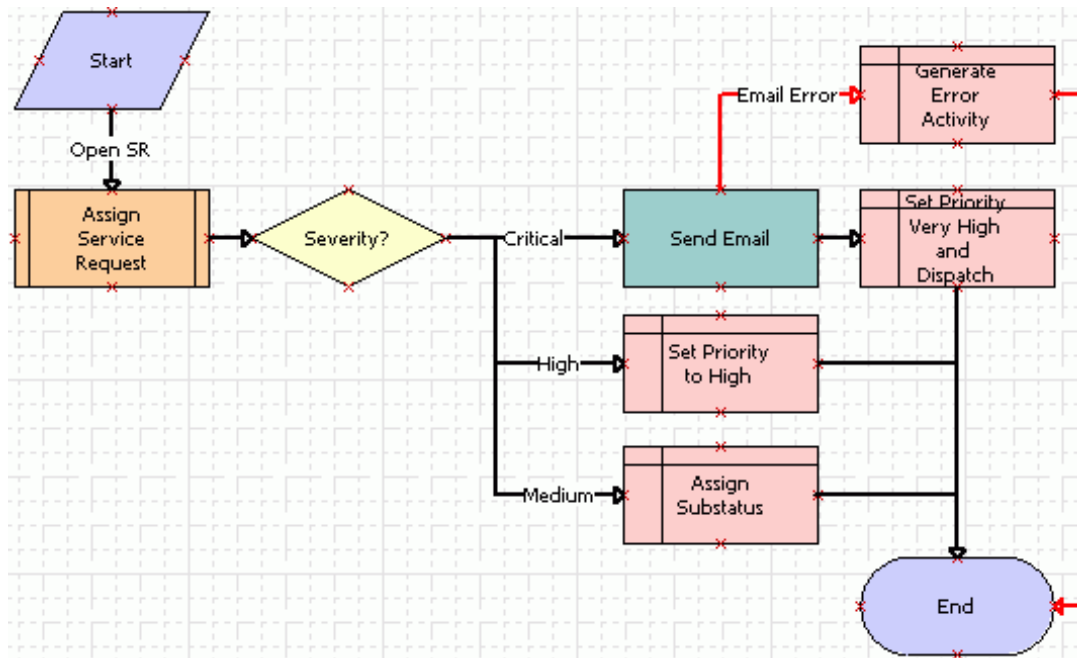 Start
Open SR
Assign
Service
Request
Severity?
Critical
High
Medium
Send Email
Email Error
Generate
Error
Activity
Set Priority
Very High
and
Dispatch
Set Priority
to High
Assign
Substatus
End